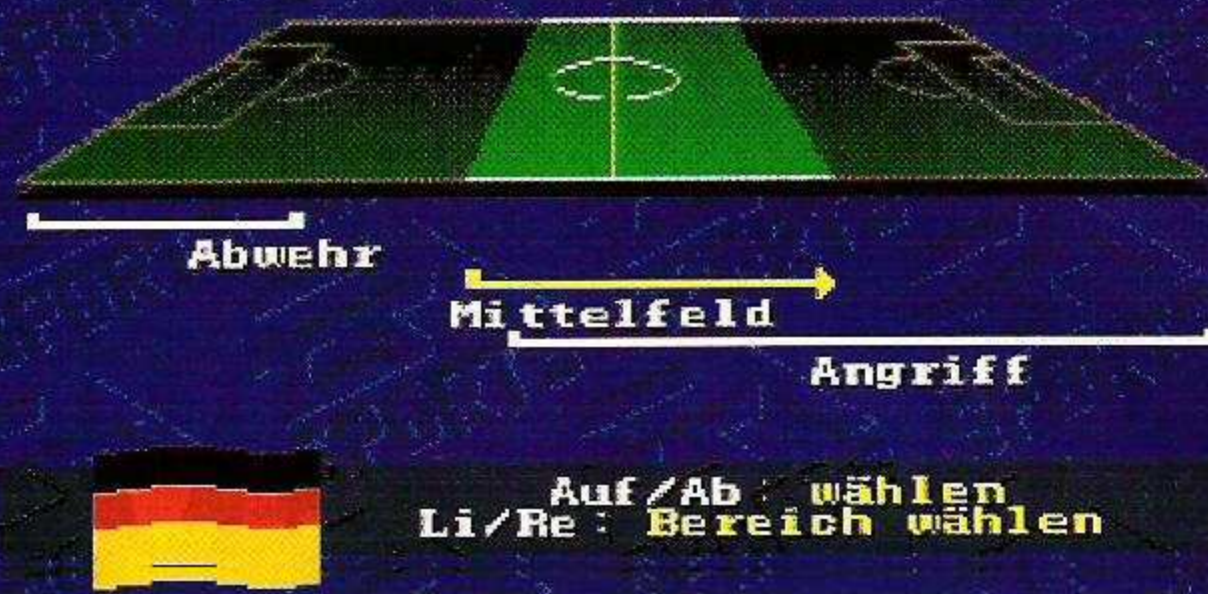 Abwehr
Mittelfeld
Angriff
Auf/Ab: wählen
Li/Re: Bereich wählen